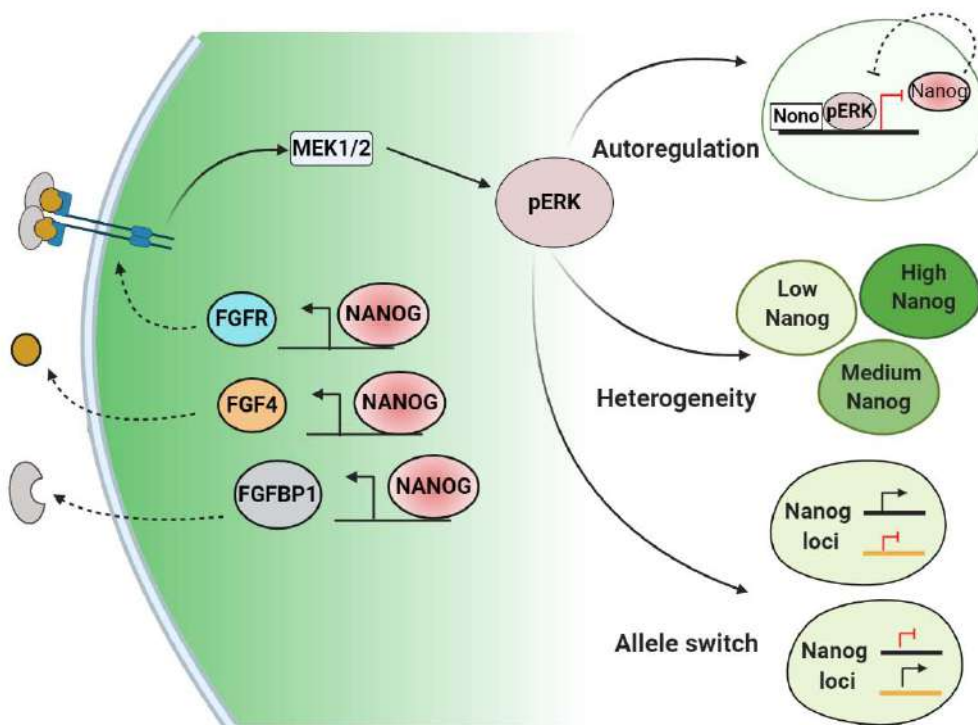 MEK1/2
pERK
FGFR
NANOG
FGF4
NANOG
FGFBP1
NANOG
Nono
pERK
Nanog
Autoregulation
Low
Nanog
High
Nanog
Medium
Nanog
Heterogeneity
Nanog
loci
Allele switch
Nanog
loci